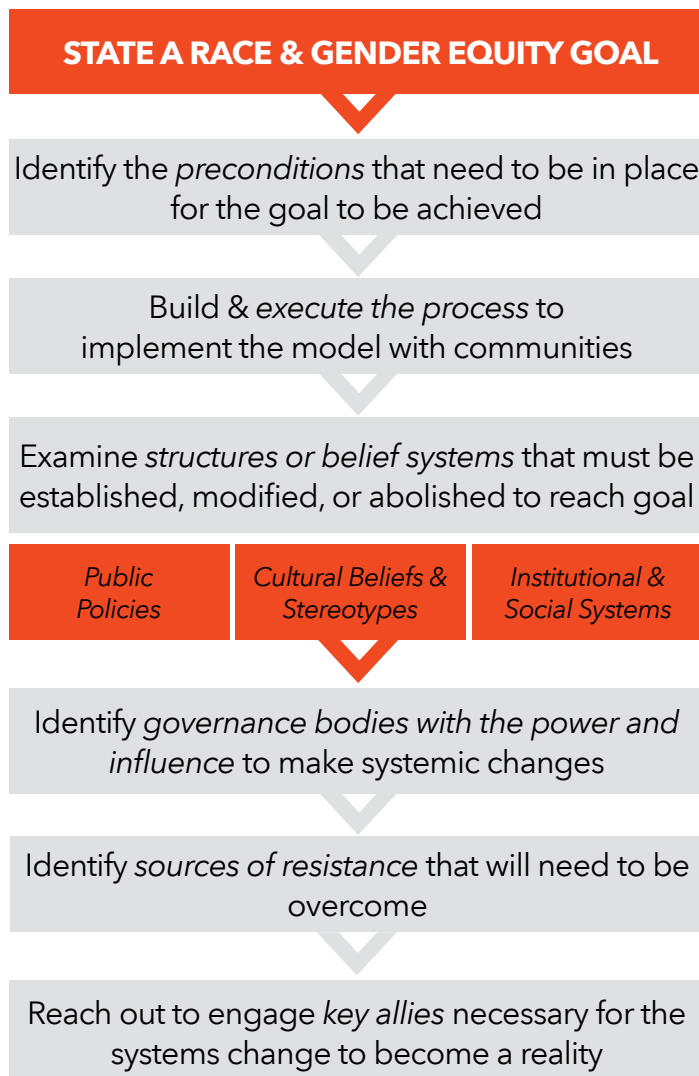 STATE A RACE & GENDER EQUITY GOAL
Identify the preconditions that need to be in place
for the goal to be achieved
Build & execute the process to
implement the model with communities
Examine structures or belief systems that must be
established, modified, or abolished to reach goal
Public
Policies
Cultural Beliefs &
Stereotypes
Institutional &
Social Systems
Identify governance bodies with the power and
influence to make systemic changes
Identify sources of resistance that will need to be
overcome
Reach out to engage key allies necessary for the
systems change to become a reality